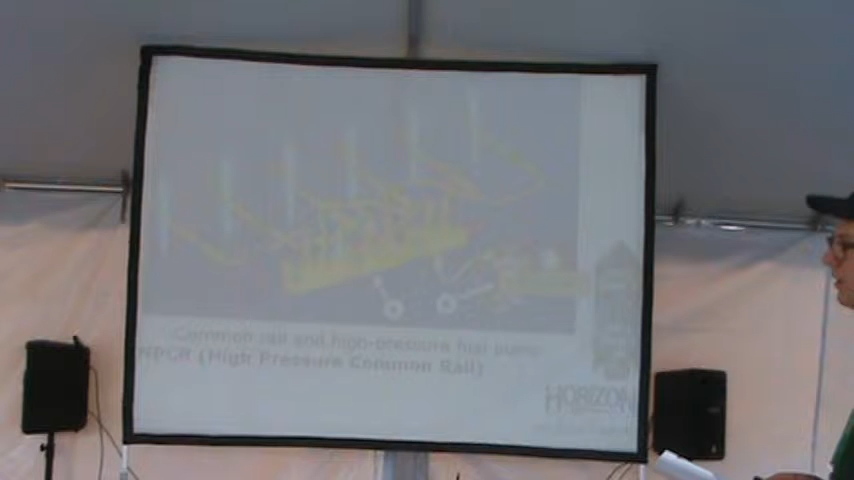 Common rail and high-pressure fuel pump
HPCR (High Pressure Common Rail)
HORIZON